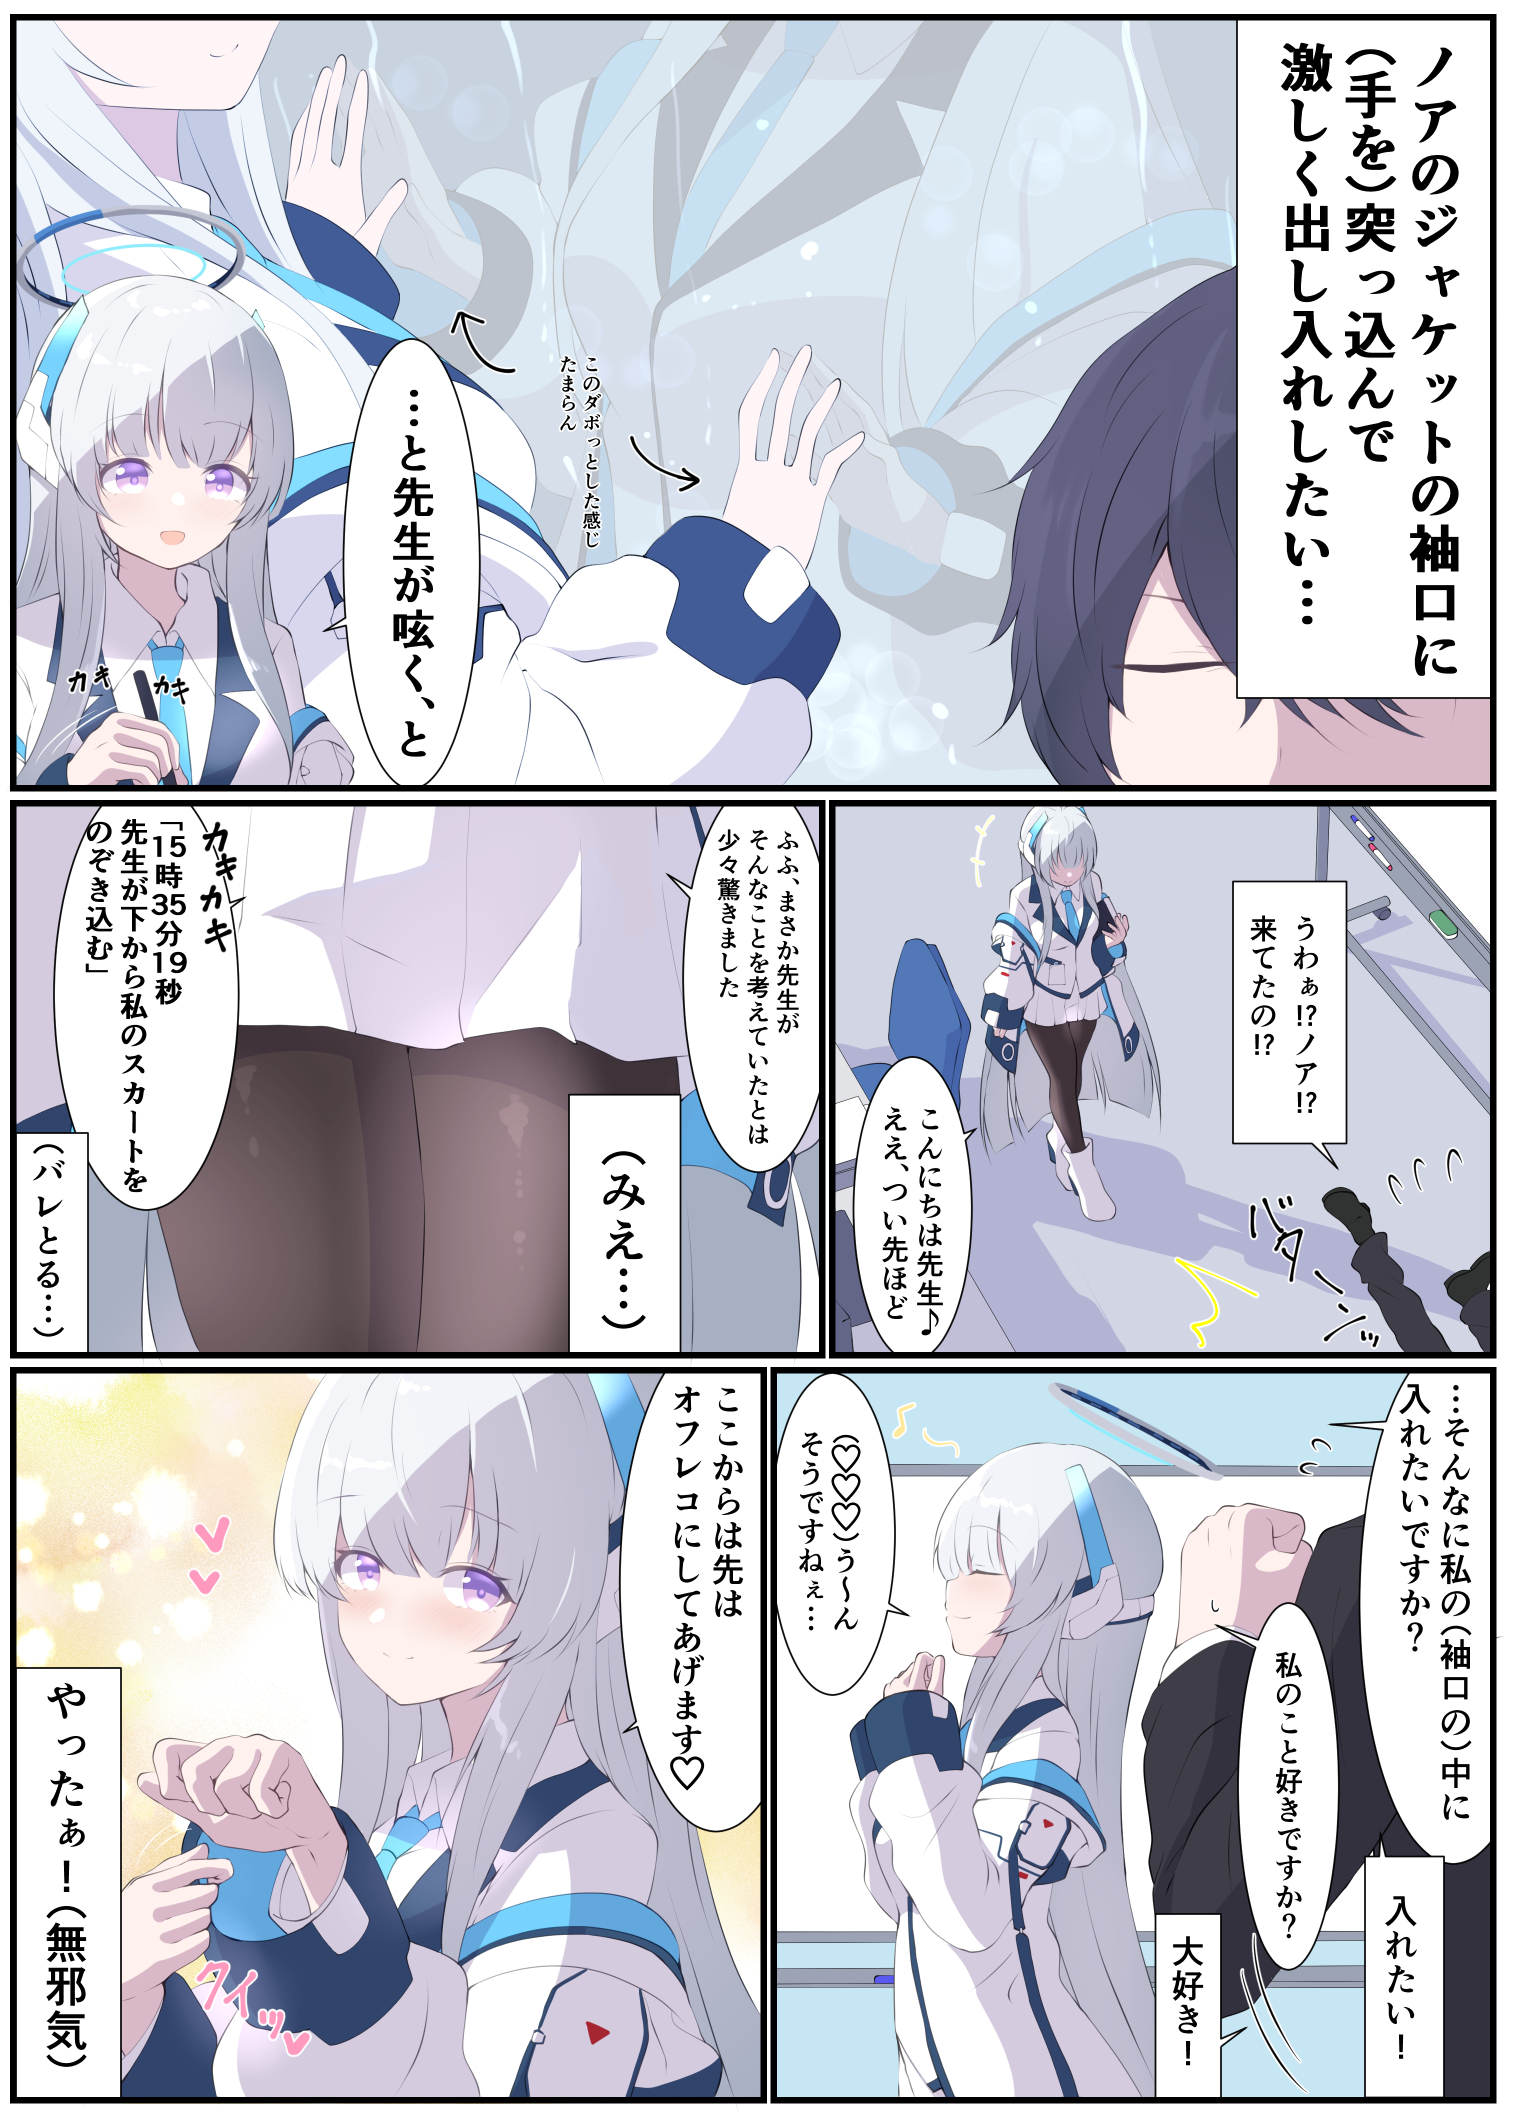 ノアのジャケットの袖口に
（手を）突っ込んで
激しく出し入れしたい…
このダボっとした感じ
たまらん
…と先生が呟く、と
カキ
カキ
うわぁ!?ノア!?
来てたの!?
バターンッ
こんにちは先生♪
ええ、つい先ほど
ふふ、まさか先生が
そんなことを考えていたとは
少々驚きました
（みえ…）
カキカキ
「15時35分19秒
先生が下から私のスカートを
のぞき込む」
（バレとる…）
…そんなに私の（袖口の）中に
入れたいですか？
入れたい！
私のこと好きですか？
大好き！
（♡♡♡）う〜ん
そうですねぇ…
ここからは先は
オフレコにしてあげます♡
クイッ
やったぁ！（無邪気）